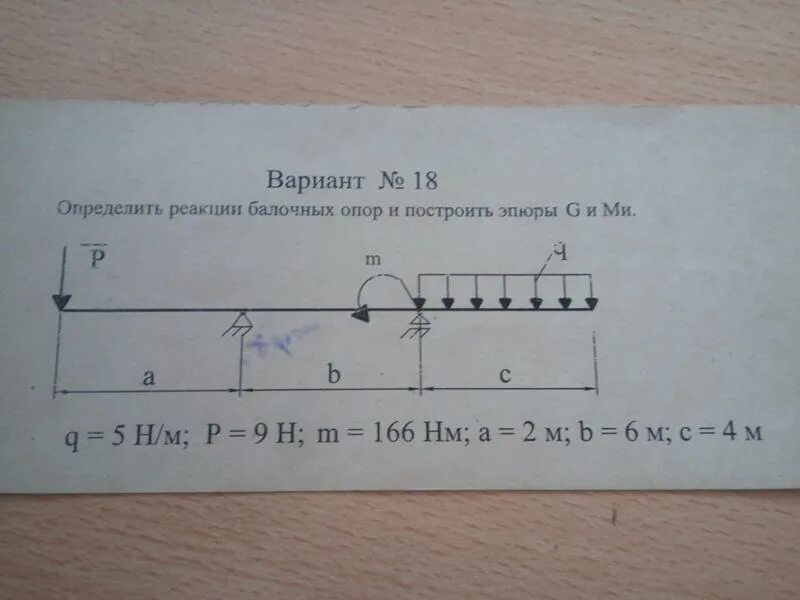 Вариант № 18
Определить реакции балочных опор и построить эпюры G и Ми.
P
m
q
a
b
c
q = 5 Н/м; P = 9 Н; m = 166 Нм; a = 2 м; b = 6 м; c = 4 м